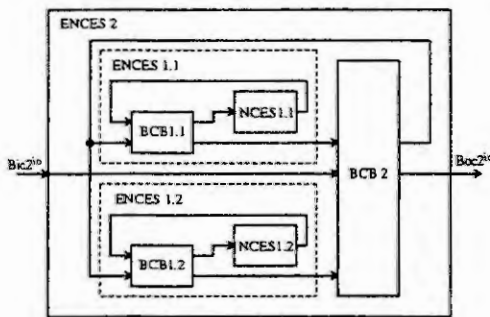 ENCES 2
ENCES 1.1
NCES1.1
BCB1.1
Bic2^io
BCB 2
ENCES 1.2
NCES1.2
BCB1.2